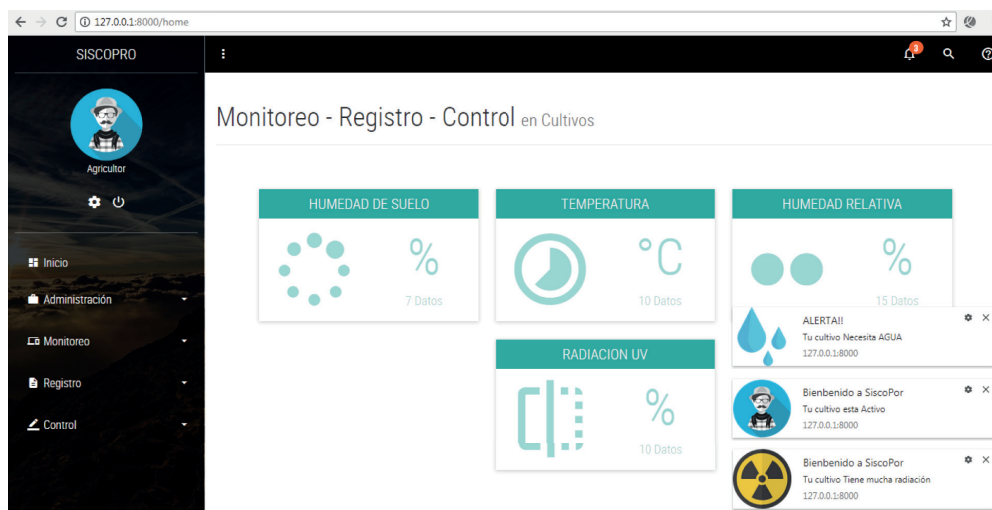 127.0.0.1:8000/home
SISCOPRO
3
Agricultor
Inicio
Administración
Monitoreo
Registro
Control
Monitoreo - Registro - Control en Cultivos
HUMEDAD DE SUELO
%
7 Datos
TEMPERATURA
°C
10 Datos
HUMEDAD RELATIVA
%
15 Datos
RADIACION UV
%
10 Datos
ALERTA!!
Tu cultivo Necesita AGUA
127.0.0.1:8000
Bienbenido a SiscoPor
Tu cultivo esta Activo
127.0.0.1:8000
Bienbenido a SiscoPor
Tu cultivo Tiene mucha radiación
127.0.0.1:8000